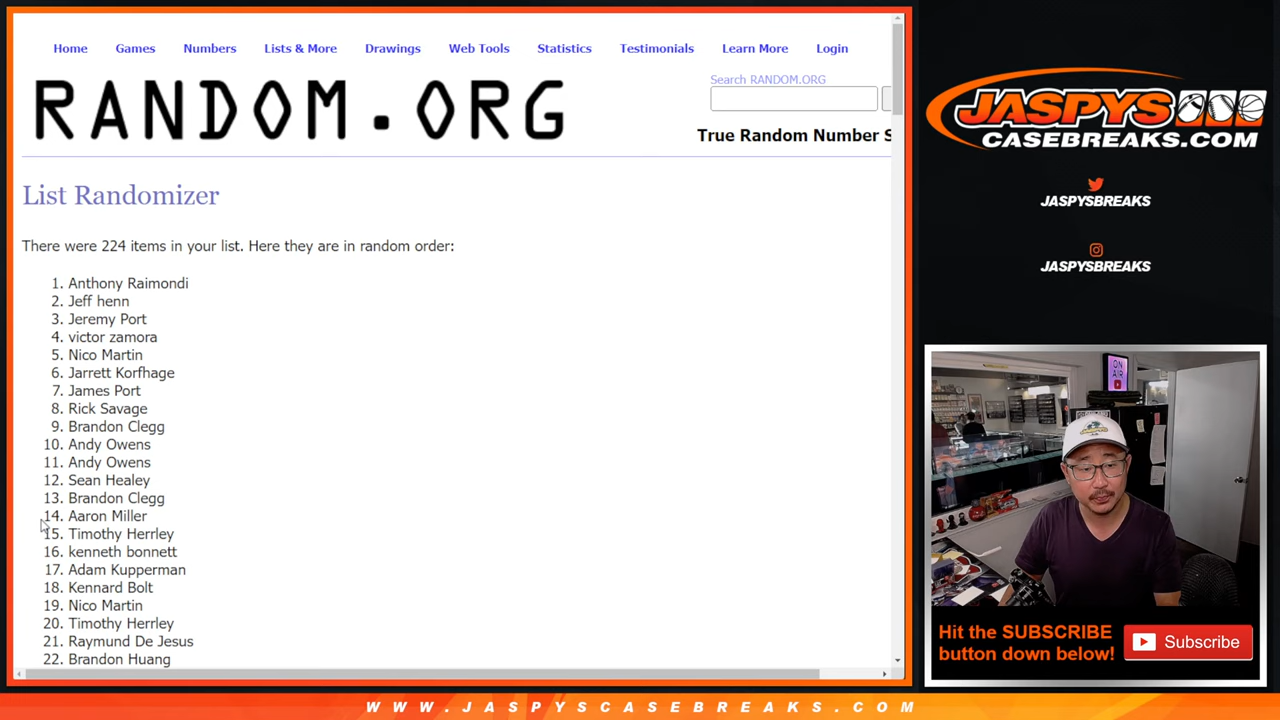 Home Games Numbers Lists & More Drawings Web Tools Statistics Testimonials Learn More Login
RANDOM.ORG
Search RANDOM.ORG
True Random Number S
List Randomizer
There were 224 items in your list. Here they are in random order:
1. Anthony Raimondi
2. Jeff henn
3. Jeremy Port
4. victor zamora
5. Nico Martin
6. Jarrett Korfhage
7. James Port
8. Rick Savage
9. Brandon Clegg
10. Andy Owens
11. Andy Owens
12. Sean Healey
13. Brandon Clegg
14. Aaron Miller
15. Timothy Herrley
16. kenneth bonnett
17. Adam Kupperman
18. Kennard Bolt
19. Nico Martin
20. Timothy Herrley
21. Raymund De Jesus
22. Brandon Huang
JASPYS
CASEBREAKS.COM
JASPYSBREAKS
JASPYSBREAKS
ON
AIR
Hit the SUBSCRIBE
button down below!
Subscribe
WWW.JASPYSCASEBREAKS.COM